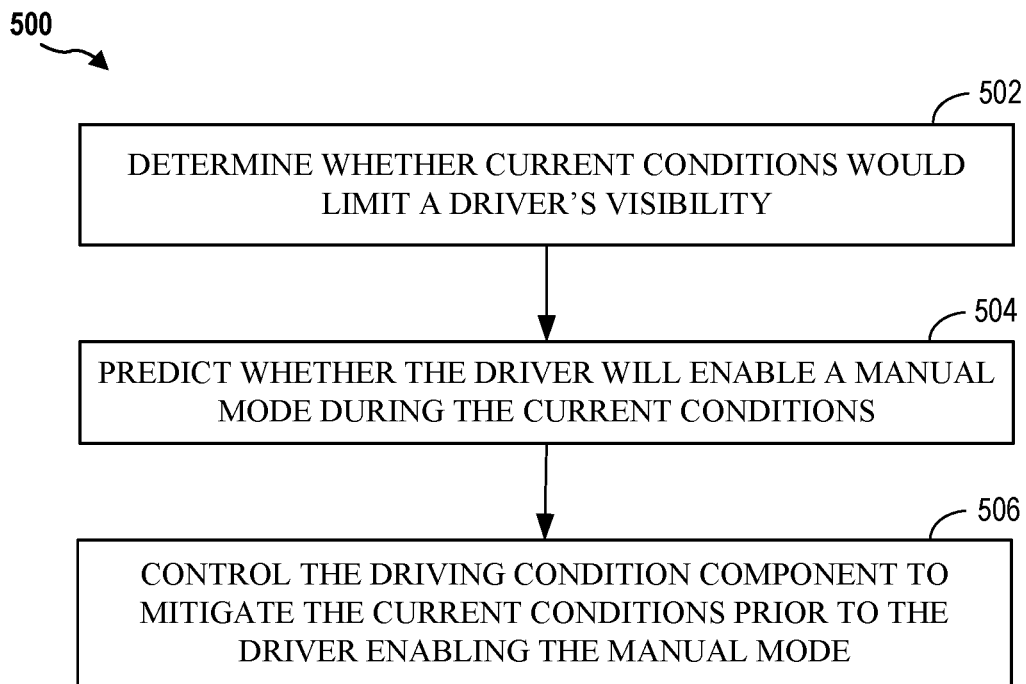 500
502
DETERMINE WHETHER CURRENT CONDITIONS WOULD
LIMIT A DRIVER’S VISIBILITY
504
PREDICT WHETHER THE DRIVER WILL ENABLE A MANUAL
MODE DURING THE CURRENT CONDITIONS
506
CONTROL THE DRIVING CONDITION COMPONENT TO
MITIGATE THE CURRENT CONDITIONS PRIOR TO THE
DRIVER ENABLING THE MANUAL MODE